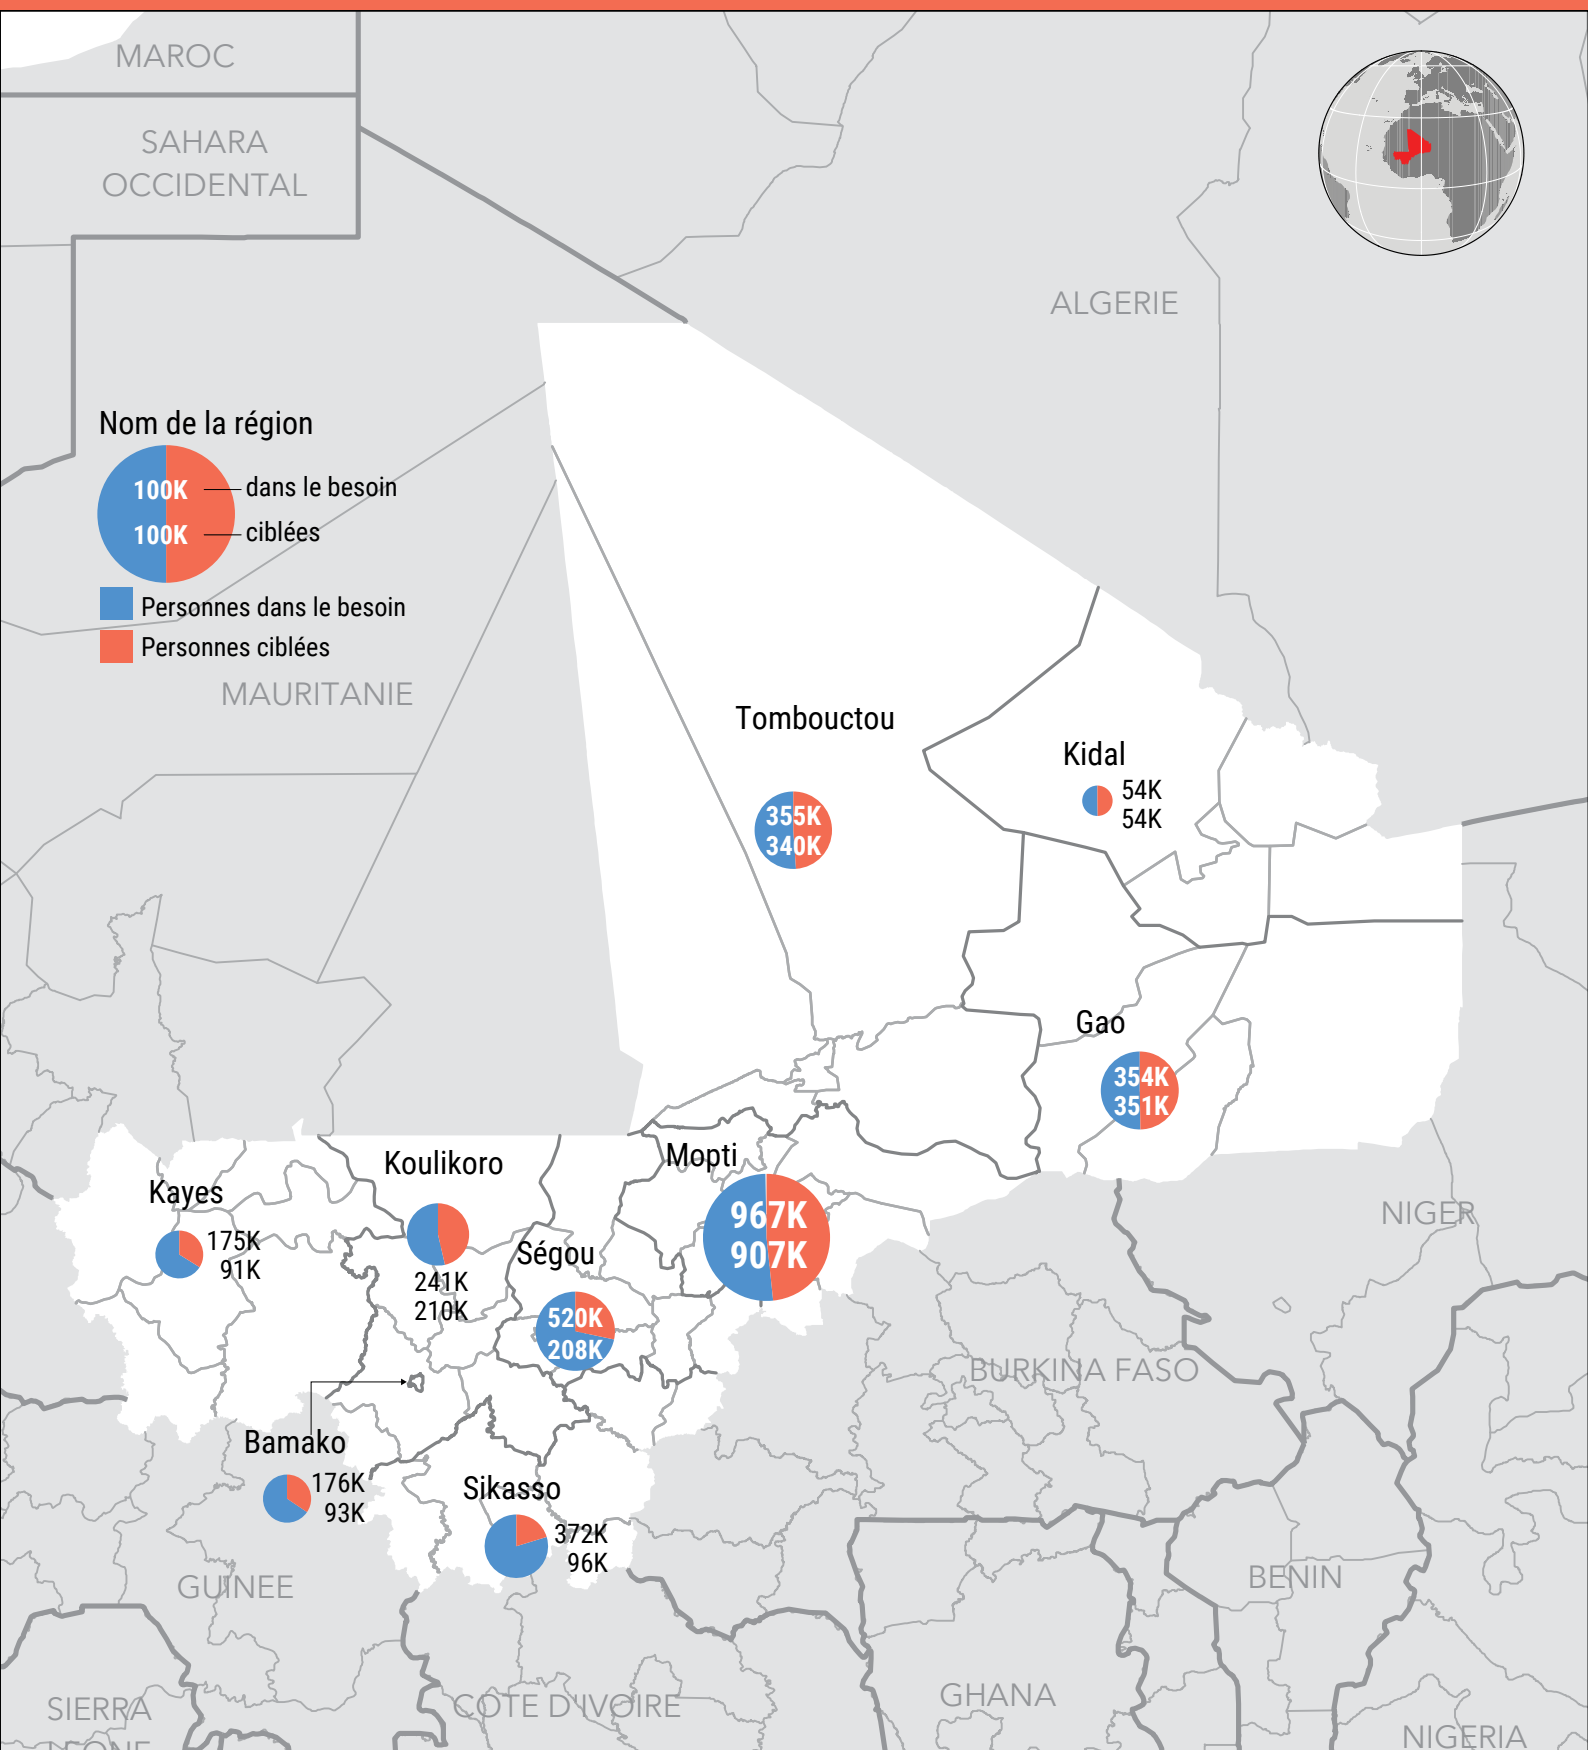 MAROC
SAHARA
OCCIDENTAL
ALGERIE
Nom de la région
100K
dans le besoin
100K
ciblées
Personnes dans le besoin
Personnes ciblées
MAURITANIE
Tombouctou
355K
340K
Kidal
54K
54K
Gao
354K
351K
Mopti
967K
907K
Koulikoro
241K
210K
Kayes
175K
91K
Ségou
520K
208K
NIGER
BURKINA FASO
Bamako
176K
93K
Sikasso
372K
96K
GUINEE
BENIN
SIERRA
LEONE
COTE D'IVOIRE
GHANA
NIGERIA